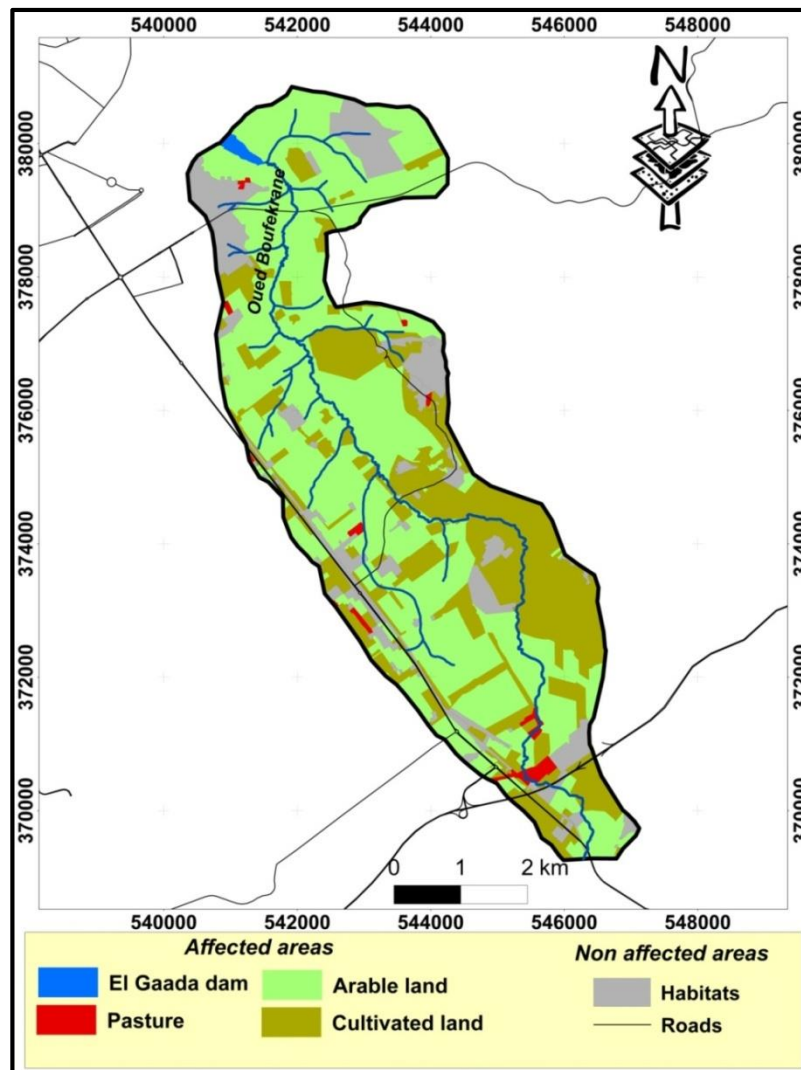 540000 542000 544000 546000 548000
N
380000 380000
Oued Boufekrane
378000 378000
376000 376000
374000 374000
372000 372000
370000 370000
0 1 2 km
540000 542000 544000 546000 548000
Affected areas Non affected areas
El Gaada dam Arable land Habitats
Pasture Cultivated land Roads